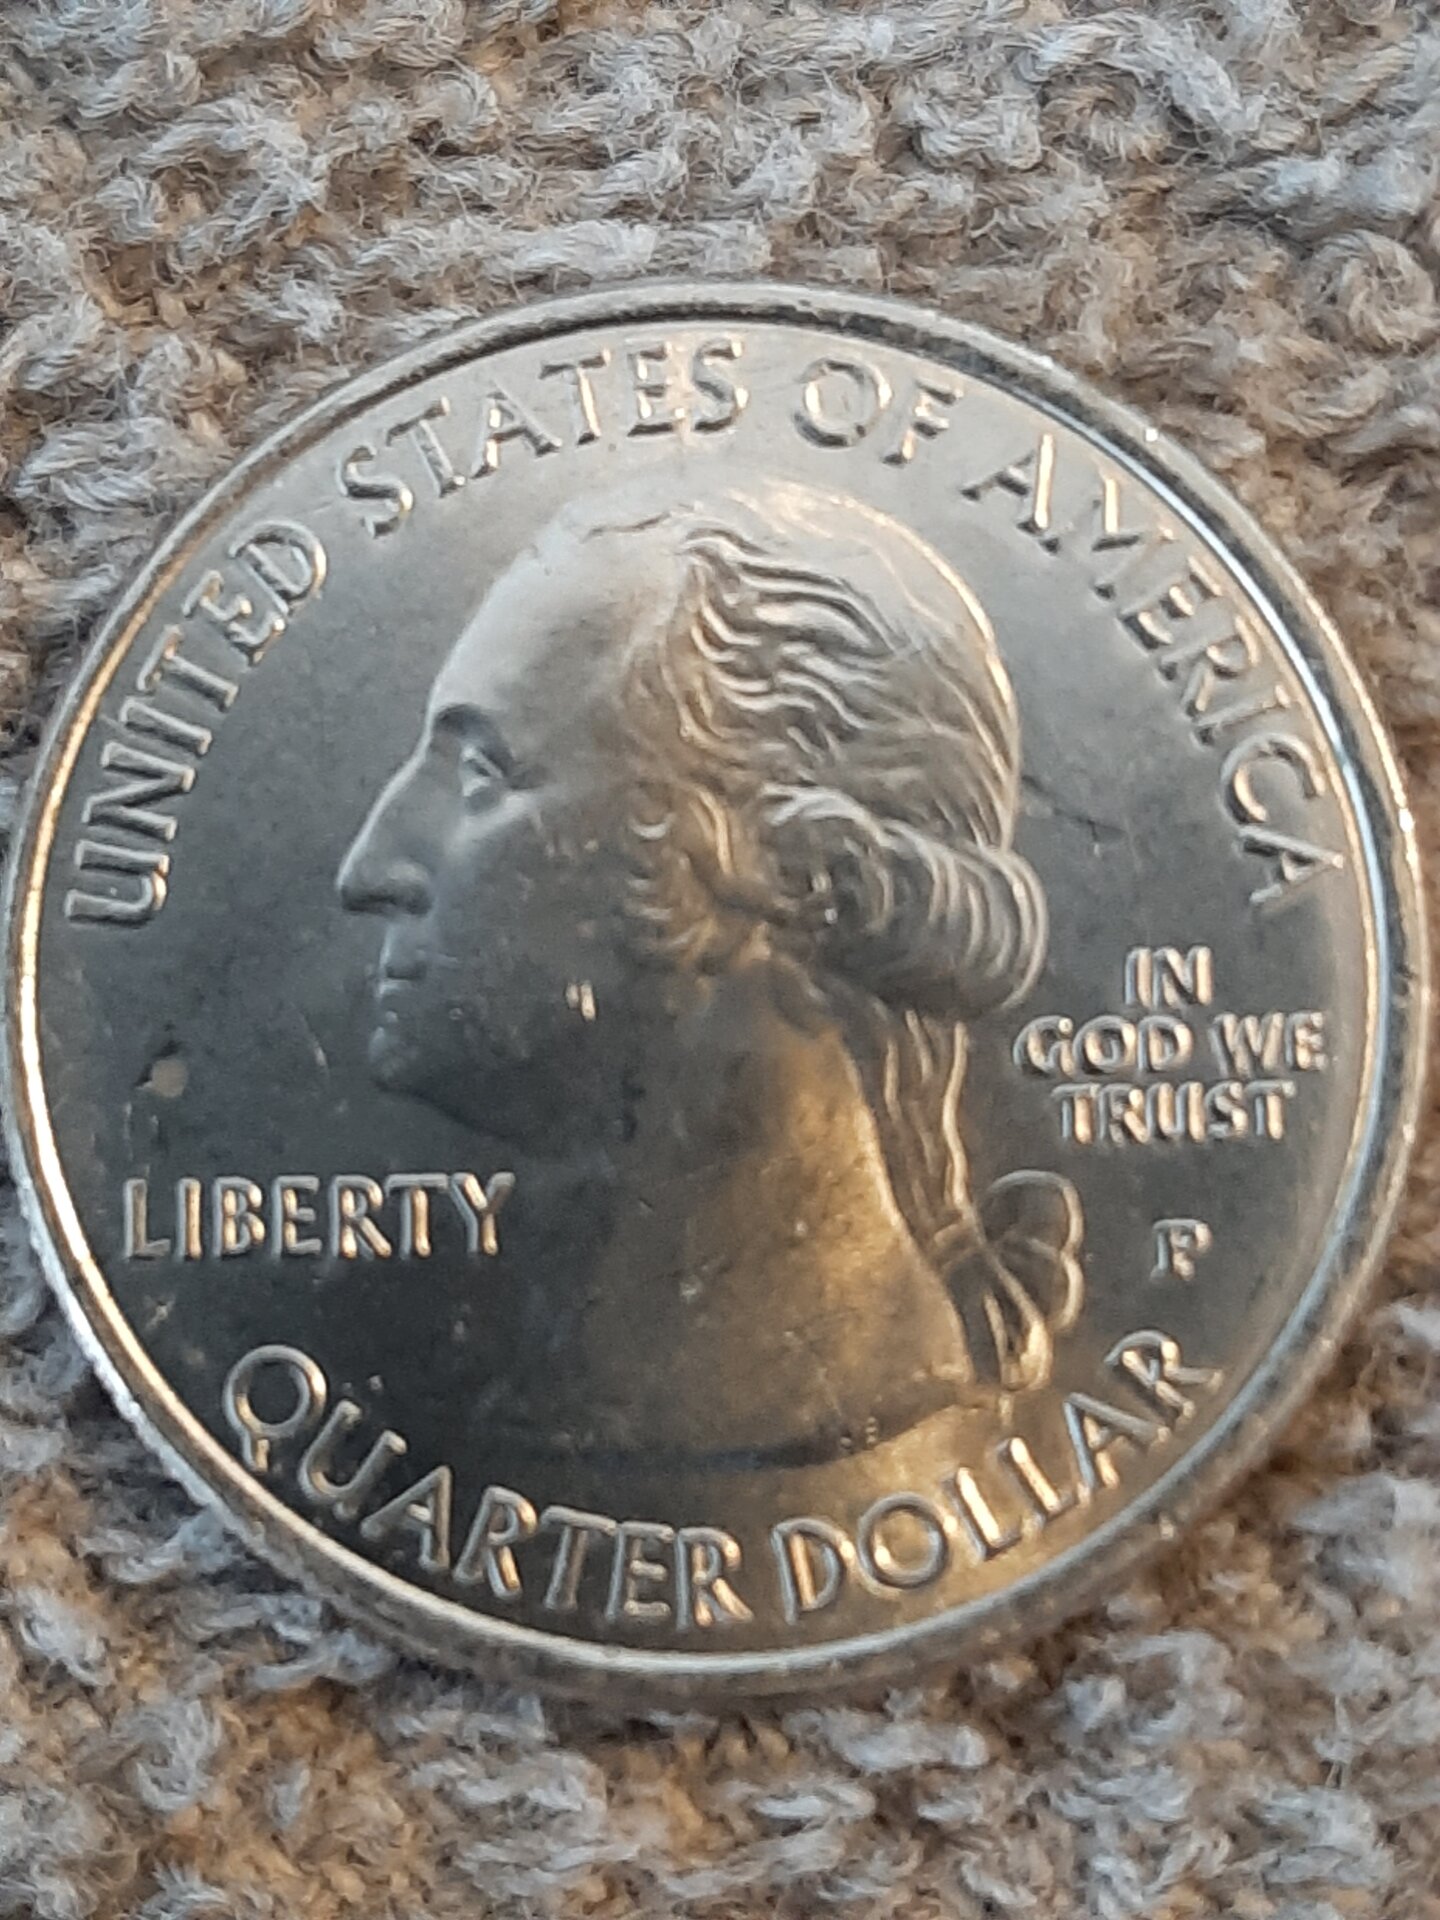 UNITED STATES OF AMERICA
IN
GOD WE
TRUST
LIBERTY
P
QUARTER DOLLAR